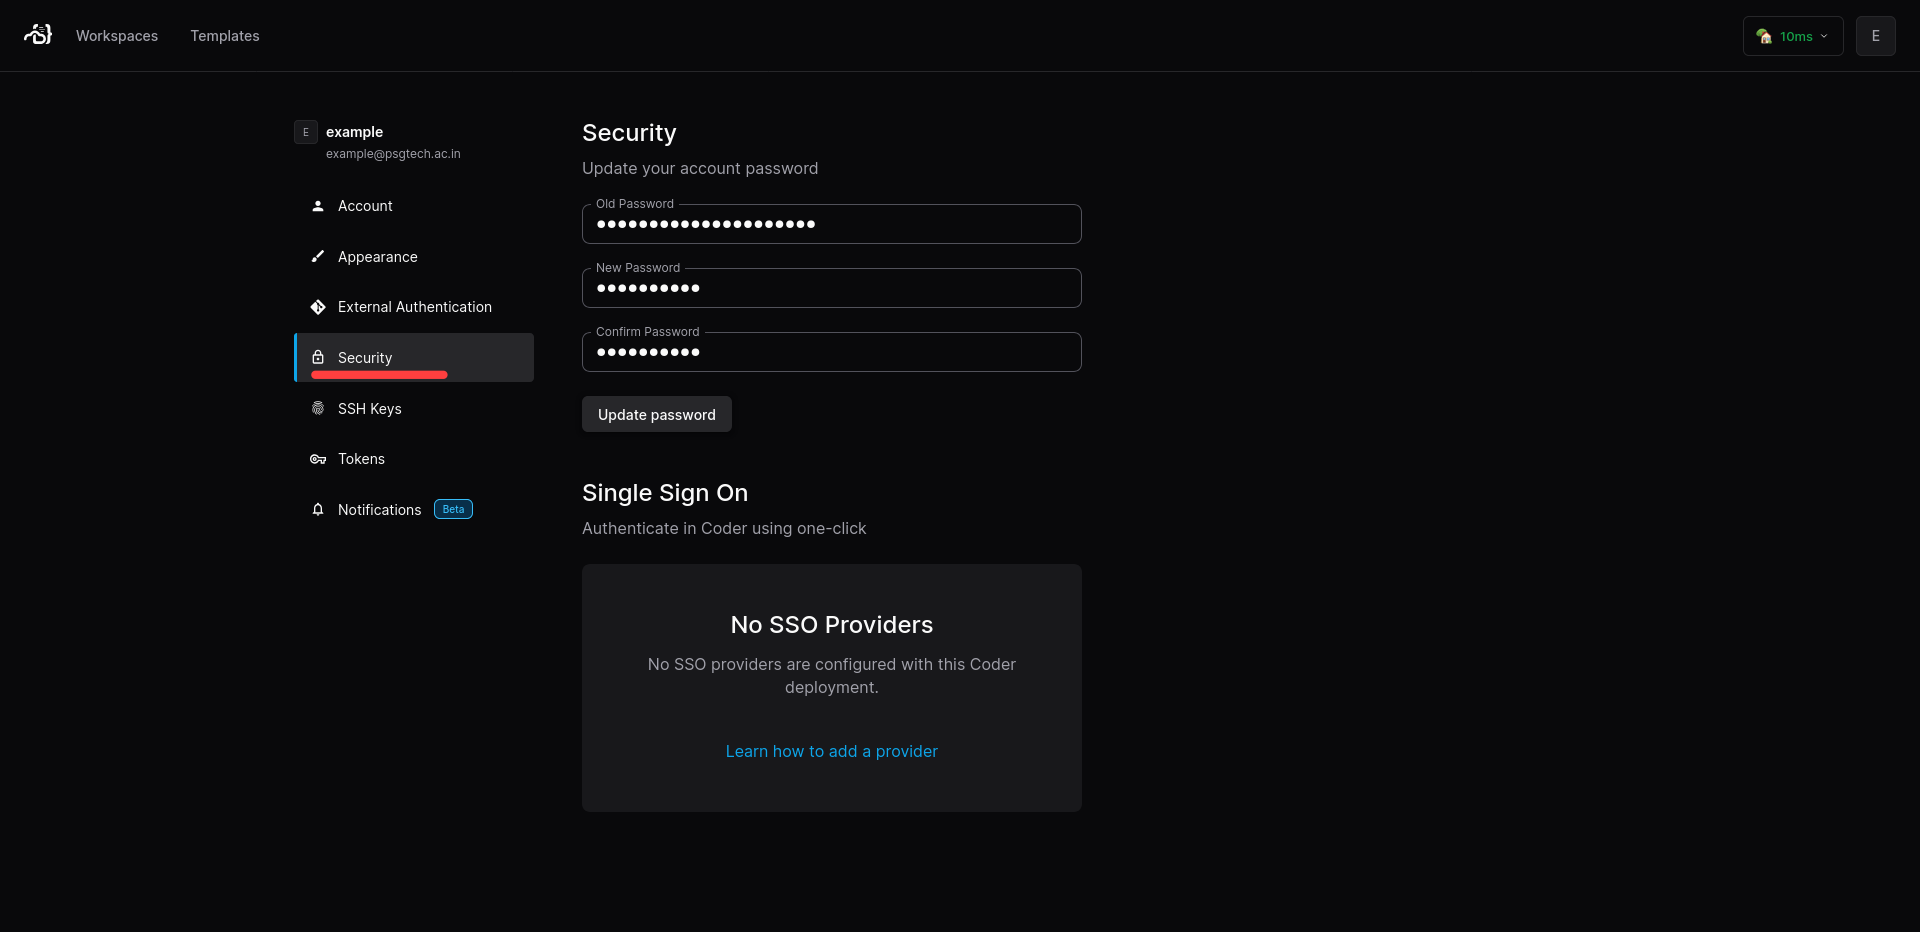 Workspaces
Templates
10ms
E
E
example
example@psgtech.ac.in
Account
Appearance
External Authentication
Security
SSH Keys
Tokens
Notifications Beta
Security
Update your account password
Old Password
●●●●●●●●●●●●●●●●●●●●●
New Password
●●●●●●●●●●
Confirm Password
●●●●●●●●●●
Update password
Single Sign On
Authenticate in Coder using one-click
No SSO Providers
No SSO providers are configured with this Coder
deployment.
Learn how to add a provider